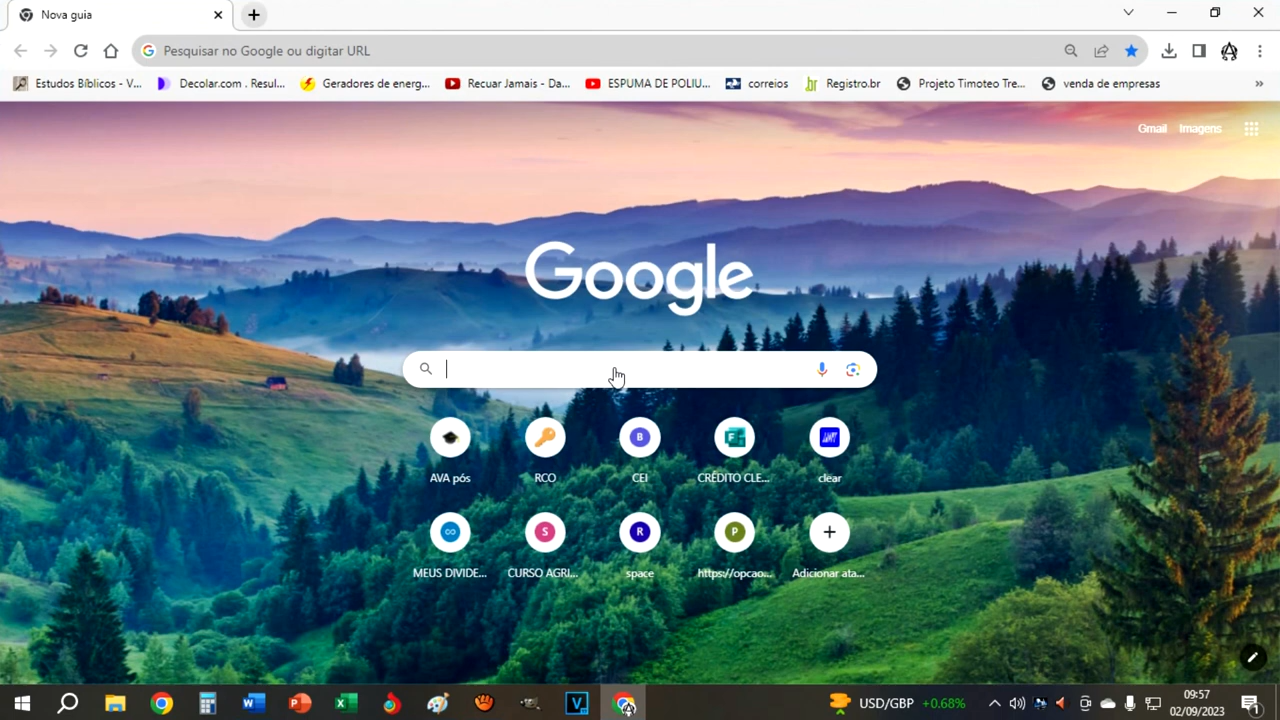 Nova guia
Pesquisar no Google ou digitar URL
Estudos Bíblicos - V...
Decolar.com . Resul...
Geradores de energ...
Recuar Jamais - Da...
ESPUMA DE POLIU...
correios
Registro.br
Projeto Timoteo Tre...
venda de empresas
Gmail
Imagens
Google
AVA pós
RCO
CEI
CRÉDITO CLE...
clear
MEUS DIVIDE...
CURSO AGRI...
space
https://opcao...
Adicionar ata...
USD/GBP +0.68%
09:57
02/09/2023